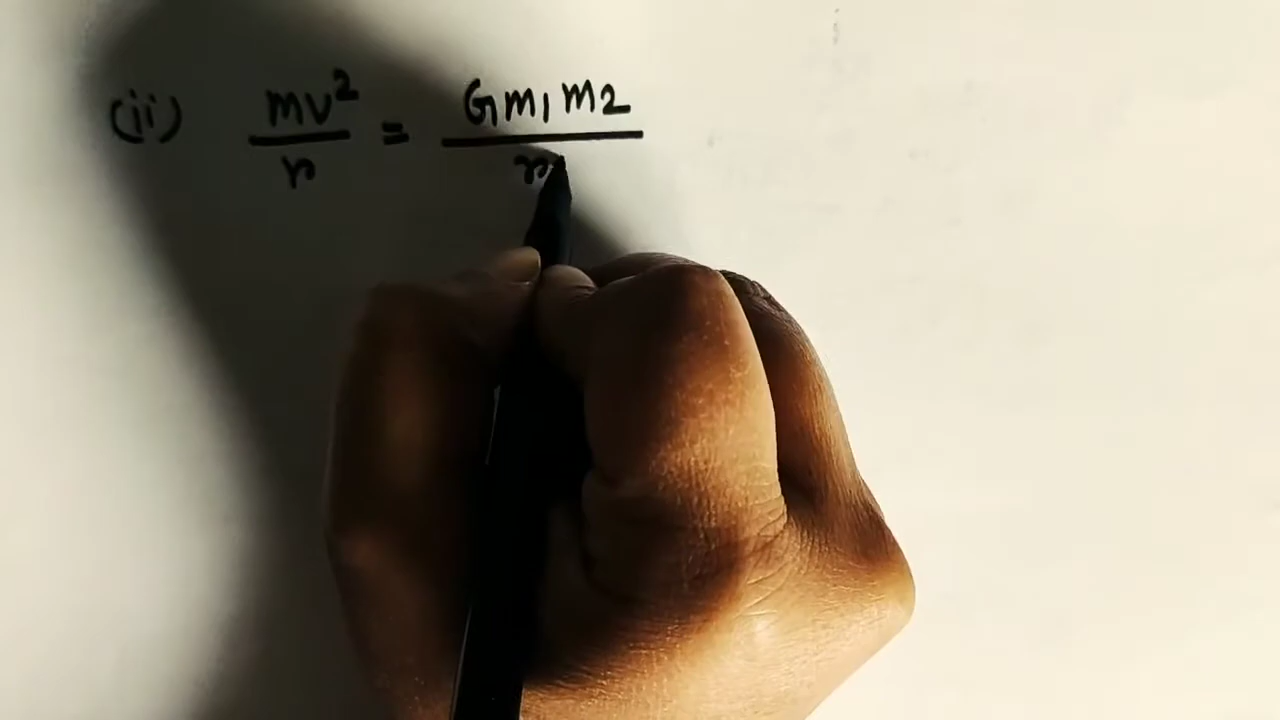 (ii) mv²/r = Gm₁m₂/r